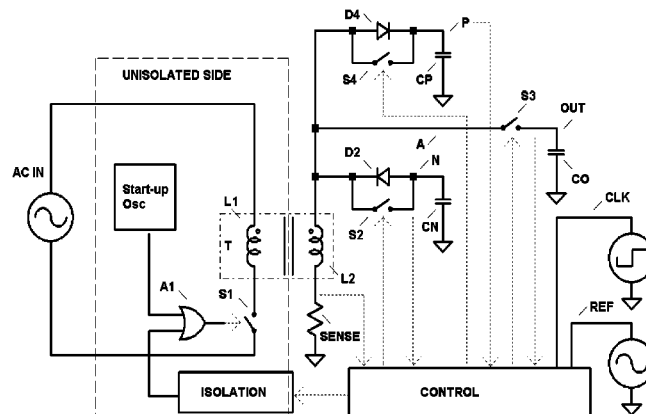 D4
P
UNISOLATED SIDE
S4
CP
S3
OUT
A
D2
N
CO
AC IN
Start-up
Osc
L1
S2
CN
CLK
T
L2
A1
S1
REF
SENSE
ISOLATION
CONTROL